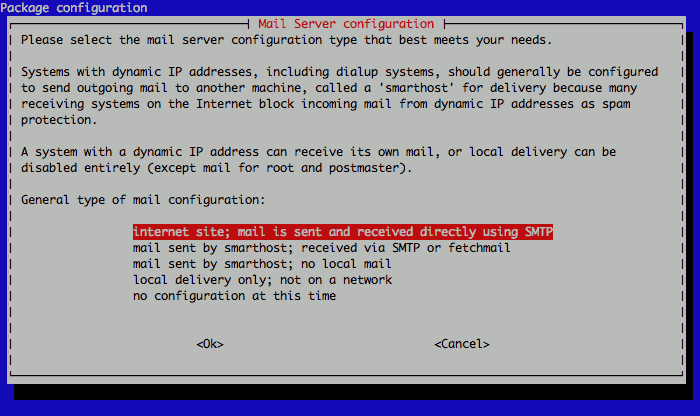 Package configuration
Mail Server configuration
Please select the mail server configuration type that best meets your needs.
Systems with dynamic IP addresses, including dialup systems, should generally be configured
to send outgoing mail to another machine, called a 'smarthost' for delivery because many
receiving systems on the Internet block incoming mail from dynamic IP addresses as spam
protection.
A system with a dynamic IP address can receive its own mail, or local delivery can be
disabled entirely (except mail for root and postmaster).
General type of mail configuration:
internet site; mail is sent and received directly using SMTP
mail sent by smarthost; received via SMTP or fetchmail
mail sent by smarthost; no local mail
local delivery only; not on a network
no configuration at this time
<Ok> <Cancel>